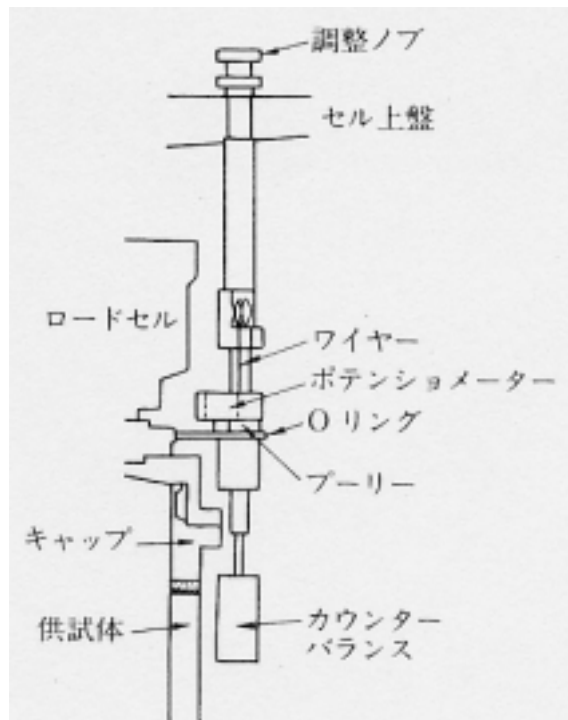 調整ノブ
セル上盤
ロードセル
ワイヤー
ポテンショメーター
Oリング
プーリー
キャップ
供試体
カウンター
バランス